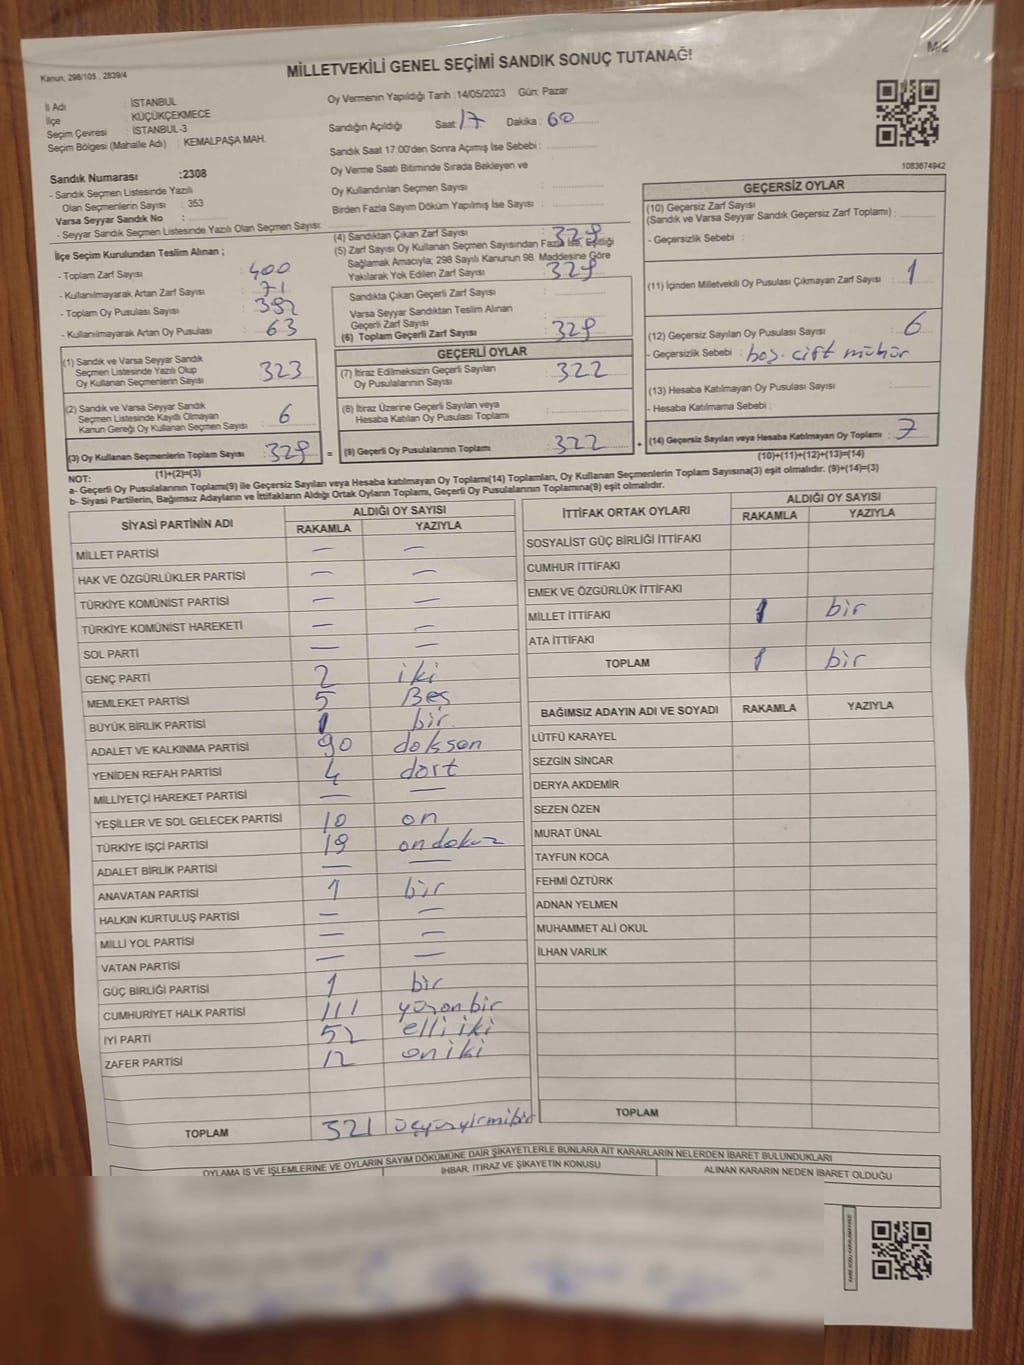 Kanun, 298/105 , 2839/4
MİLLETVEKİLİ GENEL SEÇİMİ SANDIK SONUÇ TUTANAĞI
İl Adı : İSTANBUL
İlçe : KÜÇÜKÇEKMECE
Seçim Çevresi : İSTANBUL-3
Seçim Bölgesi (Mahalle Adı) : KEMALPAŞA MAH.
Sandık Numarası :2308
- Sandık Seçmen Listesinde Yazılı
Olan Seçmenlerin Sayısı : 353
Varsa Seyyar Sandık No :
- Seyyar Sandık Seçmen Listesinde Yazılı Olan Seçmen Sayısı:
Oy Vermenin Yapıldığı Tarih :14/05/2023 Gün: Pazar
Sandığın Açıldığı Saat 17 Dakika : 60
Sandık Saat 17:00'den Sonra Açımış İse Sebebi :
Oy Verme Saati Bitiminde Sırada Bekleyen ve
Oy Kullandırılan Seçmen Sayısı :
Birden Fazla Sayım Döküm Yapılmış İse Sayısı :
1083674942
İlçe Seçim Kurulundan Teslim Alınan ;
- Toplam Zarf Sayısı : 400
- Kullanılmayarak Artan Zarf Sayısı : 71
- Toplam Oy Pusulası Sayısı : 392
- Kullanılmayarak Artan Oy Pusulası : 63
(1) Sandık ve Varsa Seyyar Sandık
Seçmen Listesinde Yazılı Olup
Oy Kullanan Seçmenlerin Sayısı : 323
(2) Sandık ve Varsa Seyyar Sandık
Seçmen Listesinde Kayıtlı Olmayan
Kanun Gereği Oy Kullanan Seçmen Sayısı : 6
(3) Oy Kullanan Seçmenlerin Toplam Sayısı : 329
(1)+(2)=(3)
(4) Sandıktan Çıkan Zarf Sayısı : 329
(5) Zarf Sayısı Oy Kullanan Seçmen Sayısından Fazla İse, Eşitliği
Sağlamak Amacıyla; 298 Sayılı Kanunun 98. Maddesine Göre
Yakılarak Yok Edilen Zarf Sayısı : 329
Sandıkta Çıkan Geçerli Zarf Sayısı :
Varsa Seyyar Sandıktan Teslim Alınan
Geçerli Zarf Sayısı :
(6) Toplam Geçerli Zarf Sayısı : 329
GEÇERLİ OYLAR
(7) İtiraz Edilmeksizin Geçerli Sayılan
Oy Pusulalarının Sayısı : 322
(8) İtiraz Üzerine Geçerli Sayılan veya
Hesaba Katılan Oy Pusulası Toplamı :
= (9) Geçerli Oy Pusulalarının Toplamı : 322 +
GEÇERSİZ OYLAR
(10) Geçersiz Zarf Sayısı
(Sandık ve Varsa Seyyar Sandık Geçersiz Zarf Toplamı) :
- Geçersizlik Sebebi :
(11) İçinden Milletvekili Oy Pusulası Çıkmayan Zarf Sayısı : 1
(12) Geçersiz Sayılan Oy Pusulası Sayısı : 6
- Geçersizlik Sebebi : boş. çift mühür
(13) Hesaba Katılmayan Oy Pusulası Sayısı :
- Hesaba Katılmama Sebebi :
(14) Geçersiz Sayılan veya Hesaba Katılmayan Oy Toplamı : 7
(10)+(11)+(12)+(13)=(14)
NOT:
a- Geçerli Oy Pusulalarının Toplamı(9) ile Geçersiz Sayılan veya Hesaba Katılmayan Oy Toplamı(14) Toplamları, Oy Kullanan Seçmenlerin Toplam Sayısına(3) eşit olmalıdır. (9)+(14)=(3)
b- Siyasi Partilerin, Bağımsız Adayların ve İttifakların Aldığı Ortak Oyların Toplamı, Geçerli Oy Pusulalarının Toplamına(9) eşit olmalıdır.
SİYASİ PARTİNİN ADI ALDIĞI OY SAYISI
RAKAMLA YAZIYLA
MİLLET PARTİSİ — —
HAK VE ÖZGÜRLÜKLER PARTİSİ — —
TÜRKİYE KOMÜNİST PARTİSİ — —
TÜRKİYE KOMÜNİST HAREKETİ — —
SOL PARTİ — —
GENÇ PARTİ 2 iki
MEMLEKET PARTİSİ 5 Beş
BÜYÜK BİRLİK PARTİSİ 1 bir
ADALET VE KALKINMA PARTİSİ 90 doksan
YENİDEN REFAH PARTİSİ 4 dört
MİLLİYETÇİ HAREKET PARTİSİ — —
YEŞİLLER VE SOL GELECEK PARTİSİ 10 on
TÜRKİYE İŞÇİ PARTİSİ 19 ondokuz
ADALET BİRLİK PARTİSİ — —
ANAVATAN PARTİSİ 1 bir
HALKIN KURTULUŞ PARTİSİ — —
MİLLİ YOL PARTİSİ — —
VATAN PARTİSİ — —
GÜÇ BİRLİĞİ PARTİSİ 1 bir
CUMHURİYET HALK PARTİSİ 111 yüzonbir
İYİ PARTİ 52 elli iki
ZAFER PARTİSİ 12 on iki
TOPLAM 321 üçyüzyirmibir
İTTİFAK ORTAK OYLARI ALDIĞI OY SAYISI
RAKAMLA YAZIYLA
SOSYALİST GÜÇ BİRLİĞİ İTTİFAKI
CUMHUR İTTİFAKI
EMEK VE ÖZGÜRLÜK İTTİFAKI
MİLLET İTTİFAKI 1 bir
ATA İTTİFAKI
TOPLAM 1 bir
BAĞIMSIZ ADAYIN ADI VE SOYADI RAKAMLA YAZIYLA
LÜTFÜ KARAYEL
SEZGİN SİNCAR
DERYA AKDEMİR
SEZEN ÖZEN
MURAT ÜNAL
TAYFUN KOCA
FEHMİ ÖZTÜRK
ADNAN YELMEN
MUHAMMET ALİ OKUL
İLHAN VARLIK
TOPLAM
OYLAMA İŞ VE İŞLEMLERİNE VE OYLARIN SAYIM DÖKÜMÜNE DAİR ŞİKAYETLERLE BUNLARA AİT KARARLARIN NELERDEN İBARET BULUNDUKLARI
İHBAR, İTİRAZ VE ŞİKAYETİN KONUSU ALINAN KARARIN NEDEN İBARET OLDUĞU